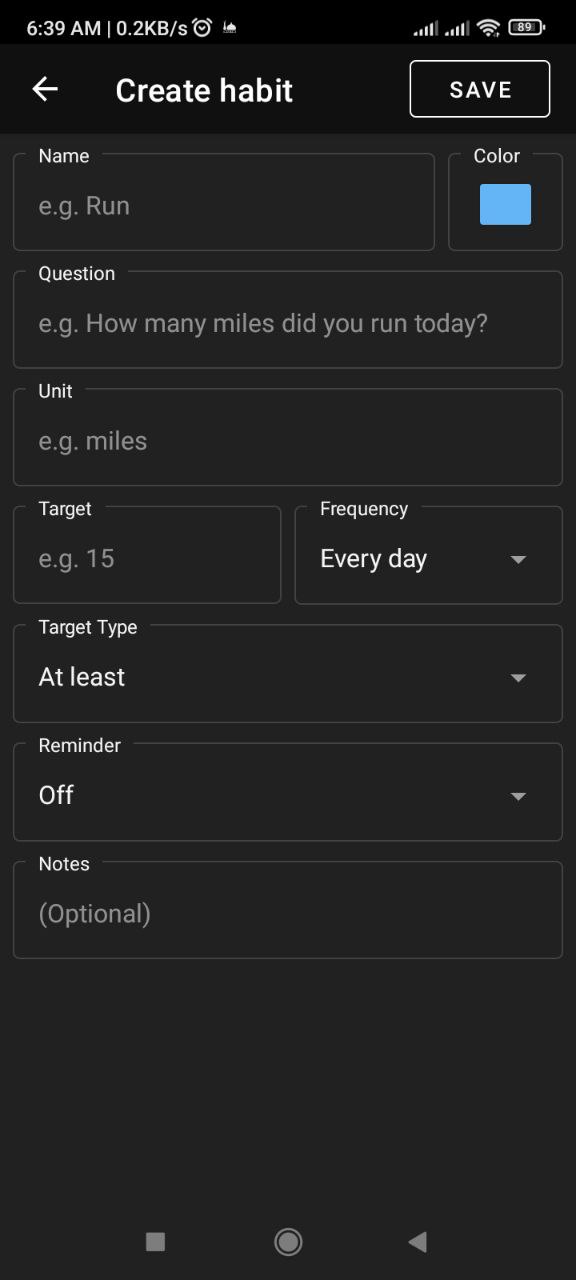 6:39 AM | 0.2KB/s
89
Create habit
SAVE
Name
Color
e.g. Run
Question
e.g. How many miles did you run today?
Unit
e.g. miles
Target
Frequency
e.g. 15
Every day
Target Type
At least
Reminder
Off
Notes
(Optional)